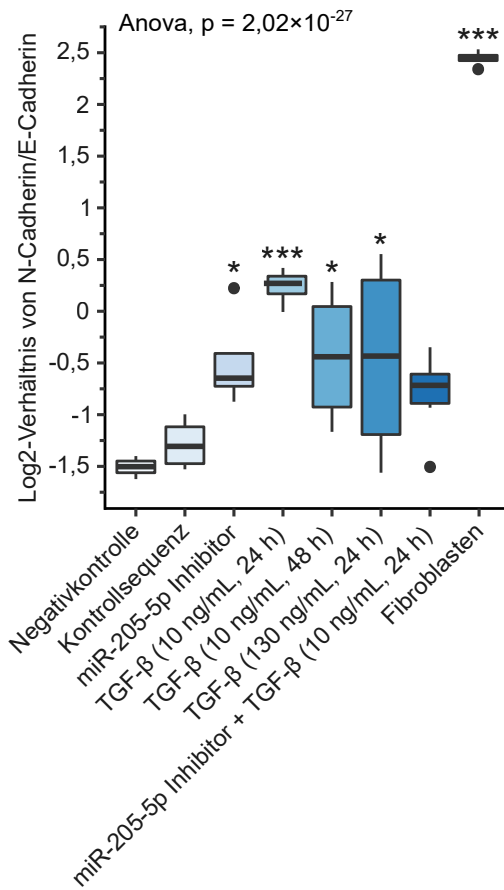 Anova, p = 2,02×10⁻²⁷
Log2-Verhältnis von N-Cadherin/E-Cadherin
2,5
2
1,5
1
0,5
0
-0,5
-1
-1,5
*
***
*
*
***
Negativkontrolle
Kontrollsequenz
miR-205-5p Inhibitor
TGF-β (10 ng/mL, 24 h)
TGF-β (10 ng/mL, 48 h)
TGF-β (130 ng/mL, 24 h)
miR-205-5p Inhibitor + TGF-β (10 ng/mL, 24 h)
Fibroblasten